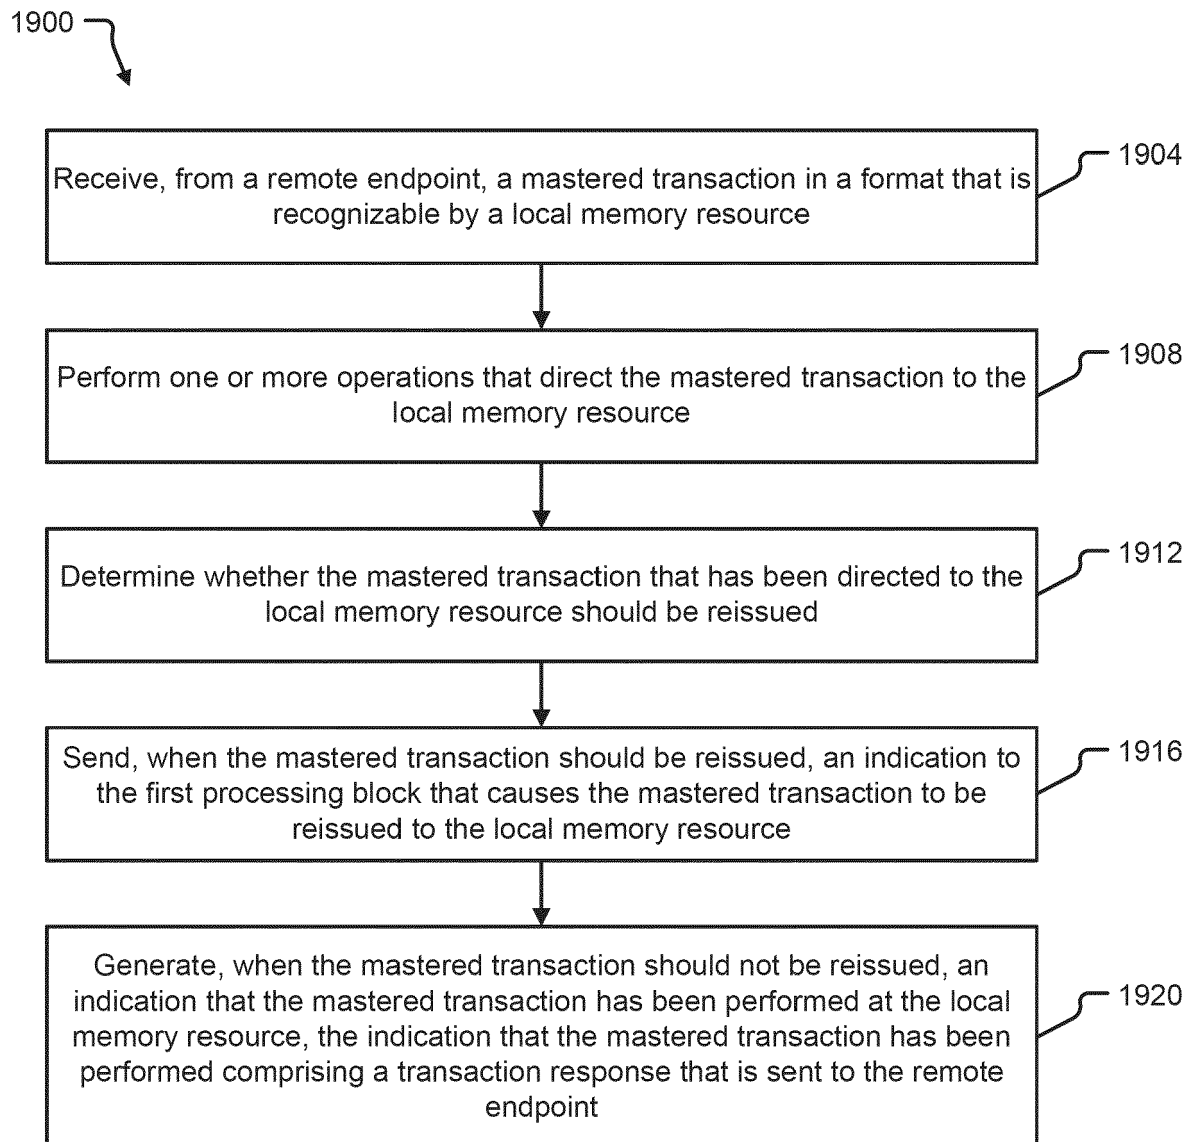 1900
Receive, from a remote endpoint, a mastered transaction in a format that is
recognizable by a local memory resource
1904
Perform one or more operations that direct the mastered transaction to the
local memory resource
1908
Determine whether the mastered transaction that has been directed to the
local memory resource should be reissued
1912
Send, when the mastered transaction should be reissued, an indication to
the first processing block that causes the mastered transaction to be
reissued to the local memory resource
1916
Generate, when the mastered transaction should not be reissued, an
indication that the mastered transaction has been performed at the local
memory resource, the indication that the mastered transaction has been
performed comprising a transaction response that is sent to the remote
endpoint
1920